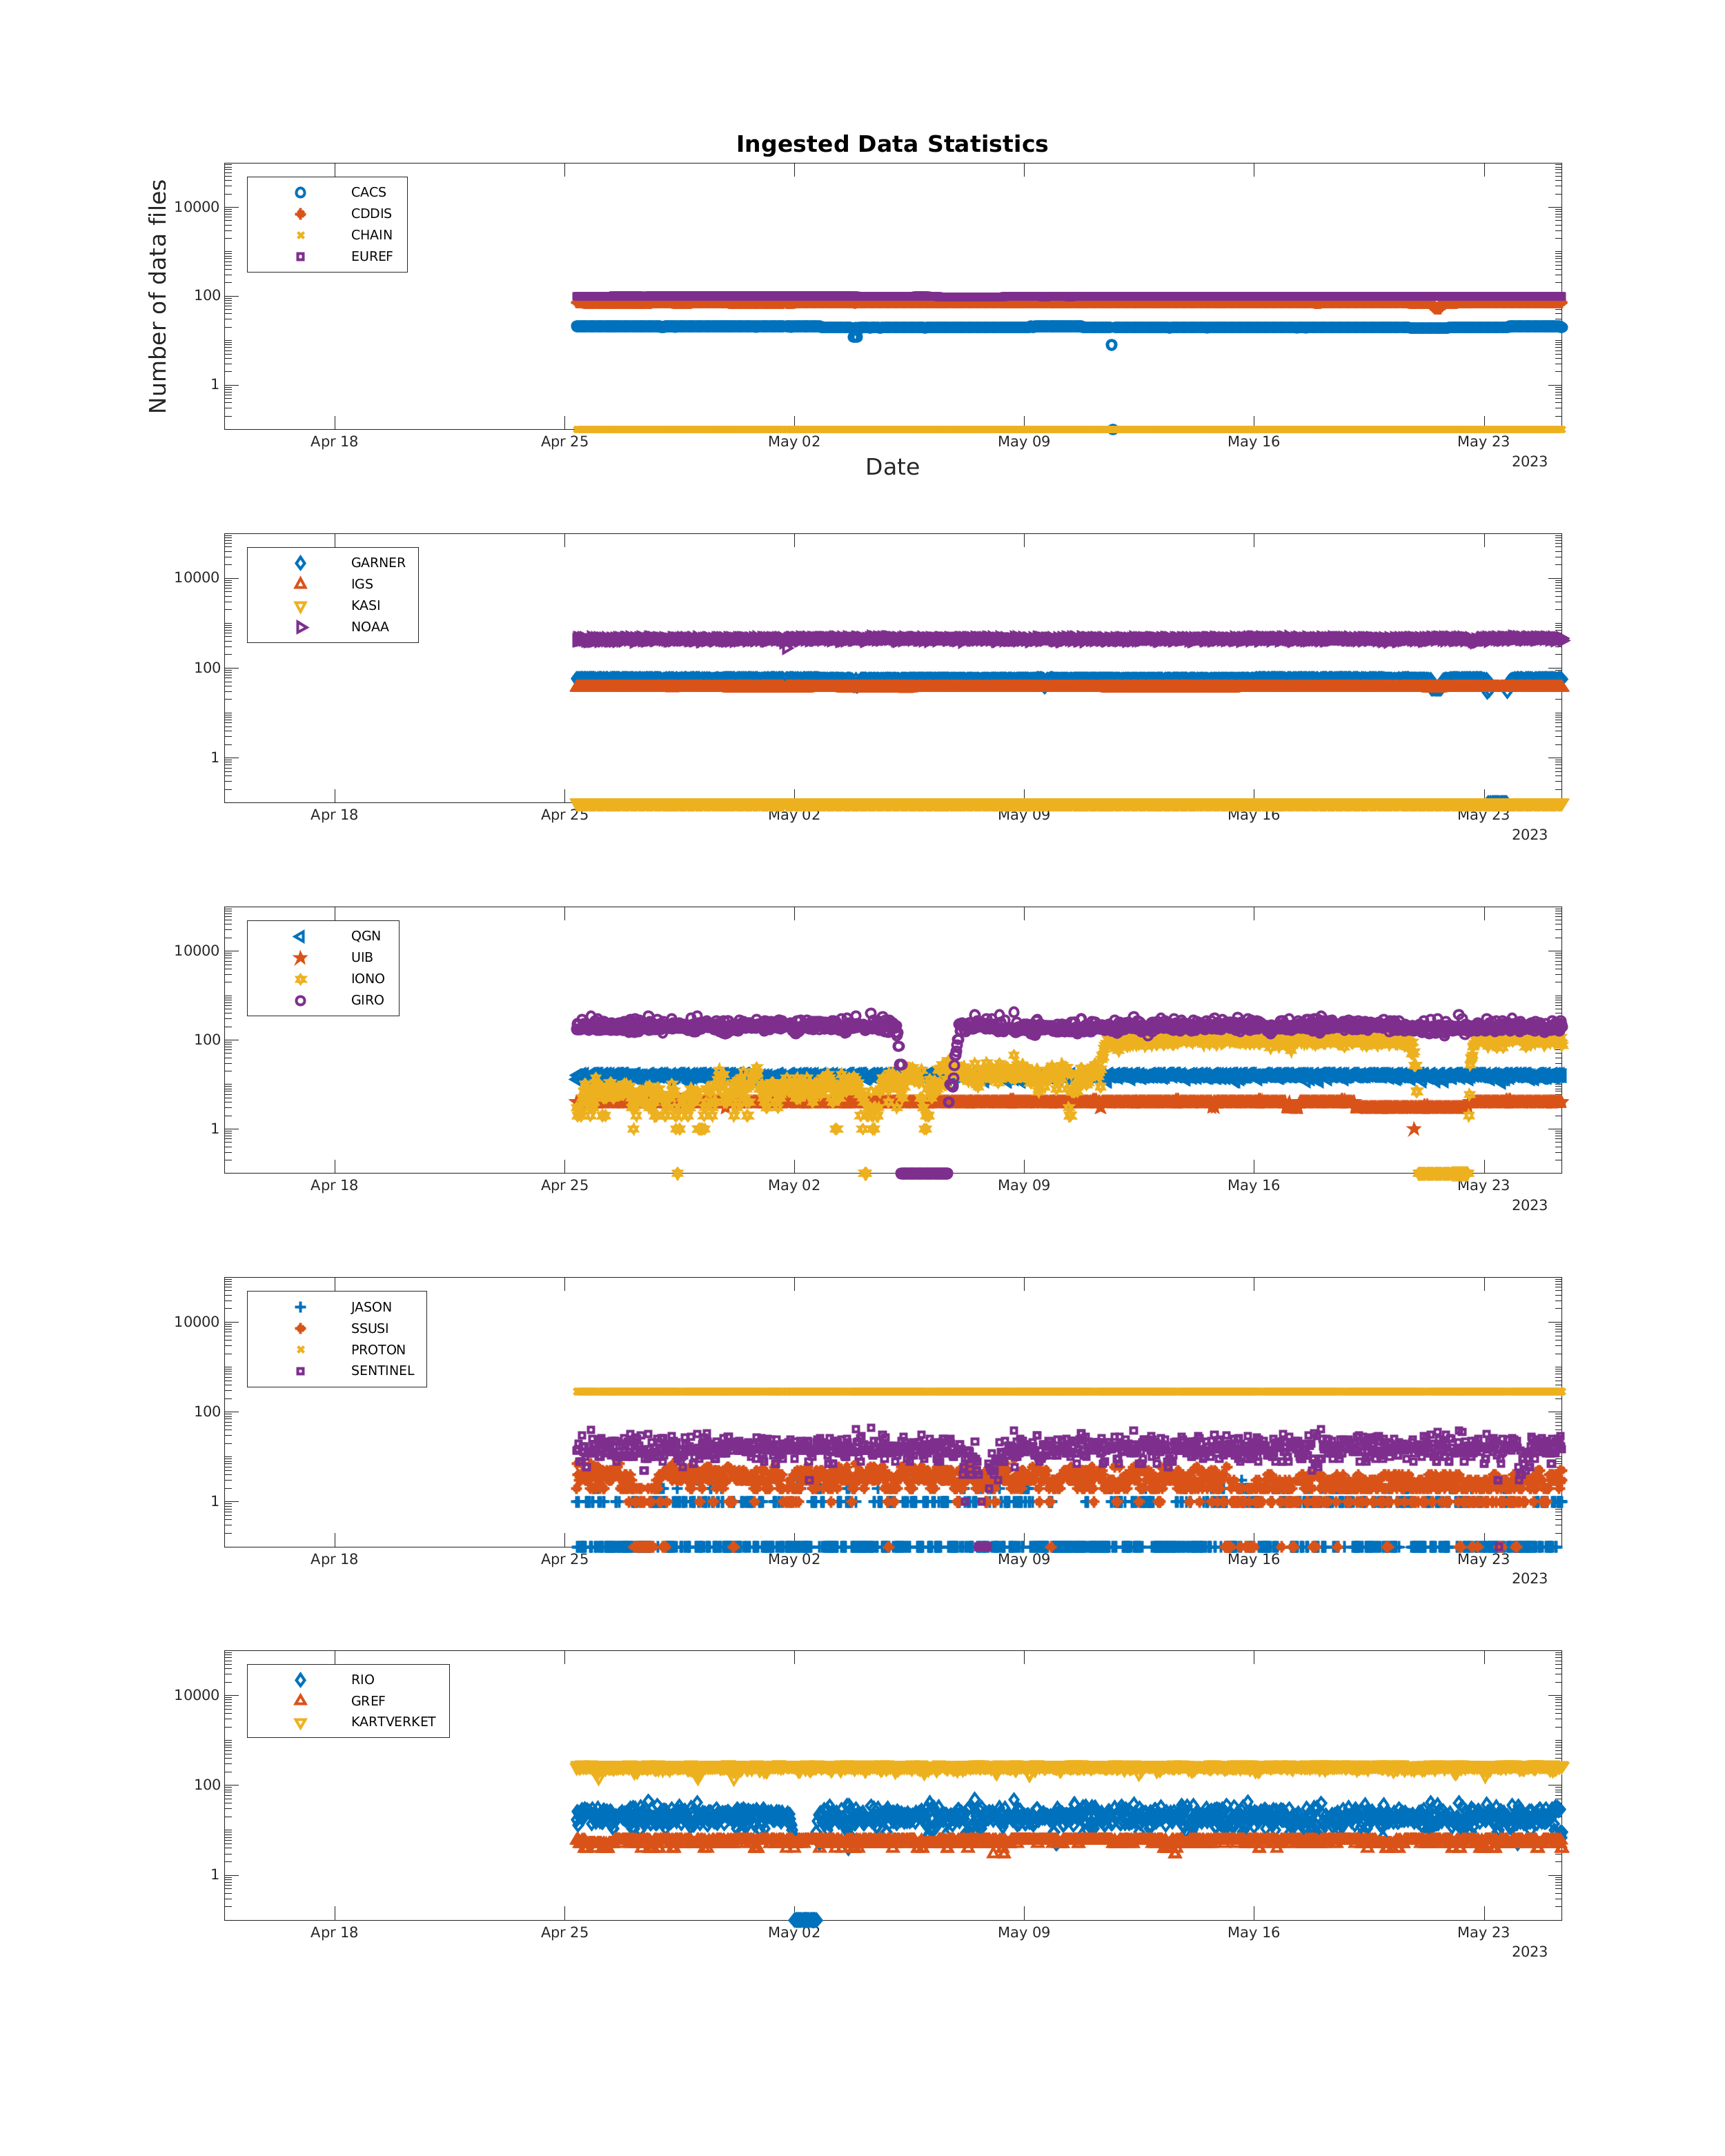 Ingested Data Statistics
Number of data files
CACS
CDDIS
CHAIN
EUREF
10000
100
1
Apr 18 Apr 25 May 02 May 09 May 16 May 23
2023
Date
GARNER
IGS
KASI
NOAA
10000
100
1
Apr 18 Apr 25 May 02 May 09 May 16 May 23
2023
QGN
UIB
IONO
GIRO
10000
100
1
Apr 18 Apr 25 May 02 May 09 May 16 May 23
2023
JASON
SSUSI
PROTON
SENTINEL
10000
100
1
Apr 18 Apr 25 May 02 May 09 May 16 May 23
2023
RIO
GREF
KARTVERKET
10000
100
1
Apr 18 Apr 25 May 02 May 09 May 16 May 23
2023